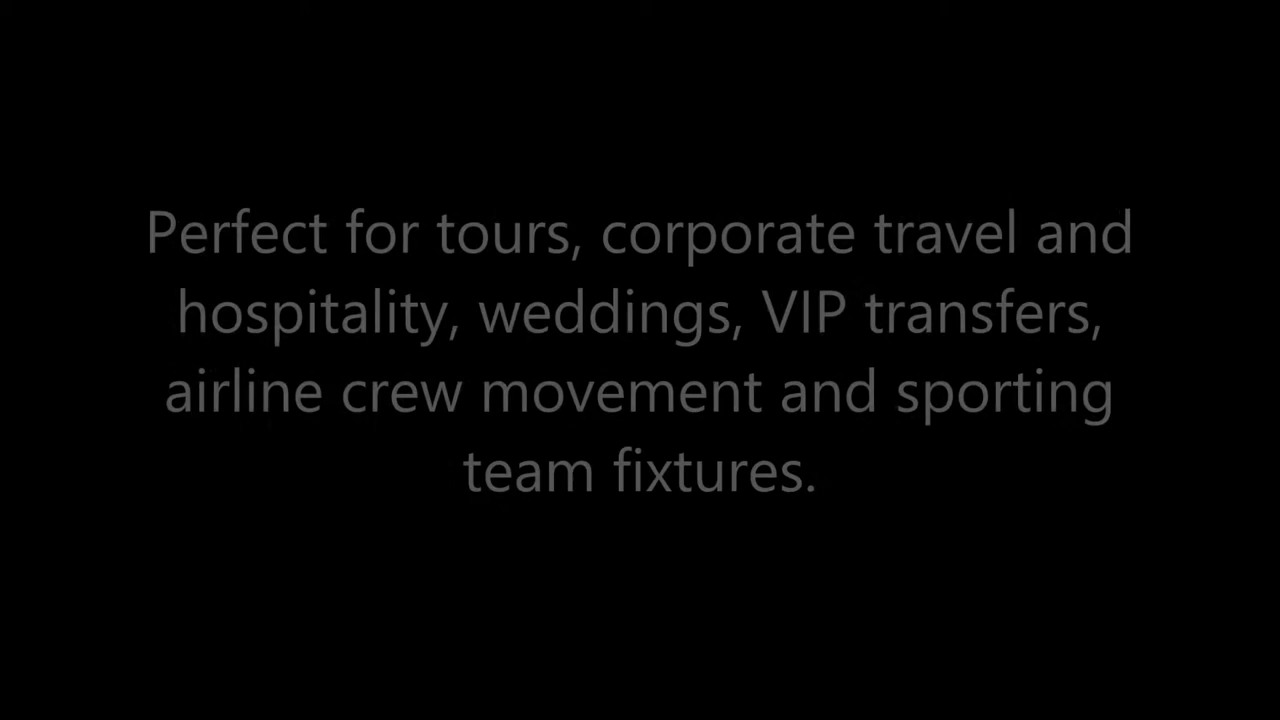 Perfect for tours, corporate travel and
hospitality, weddings, VIP transfers,
airline crew movement and sporting
team fixtures.